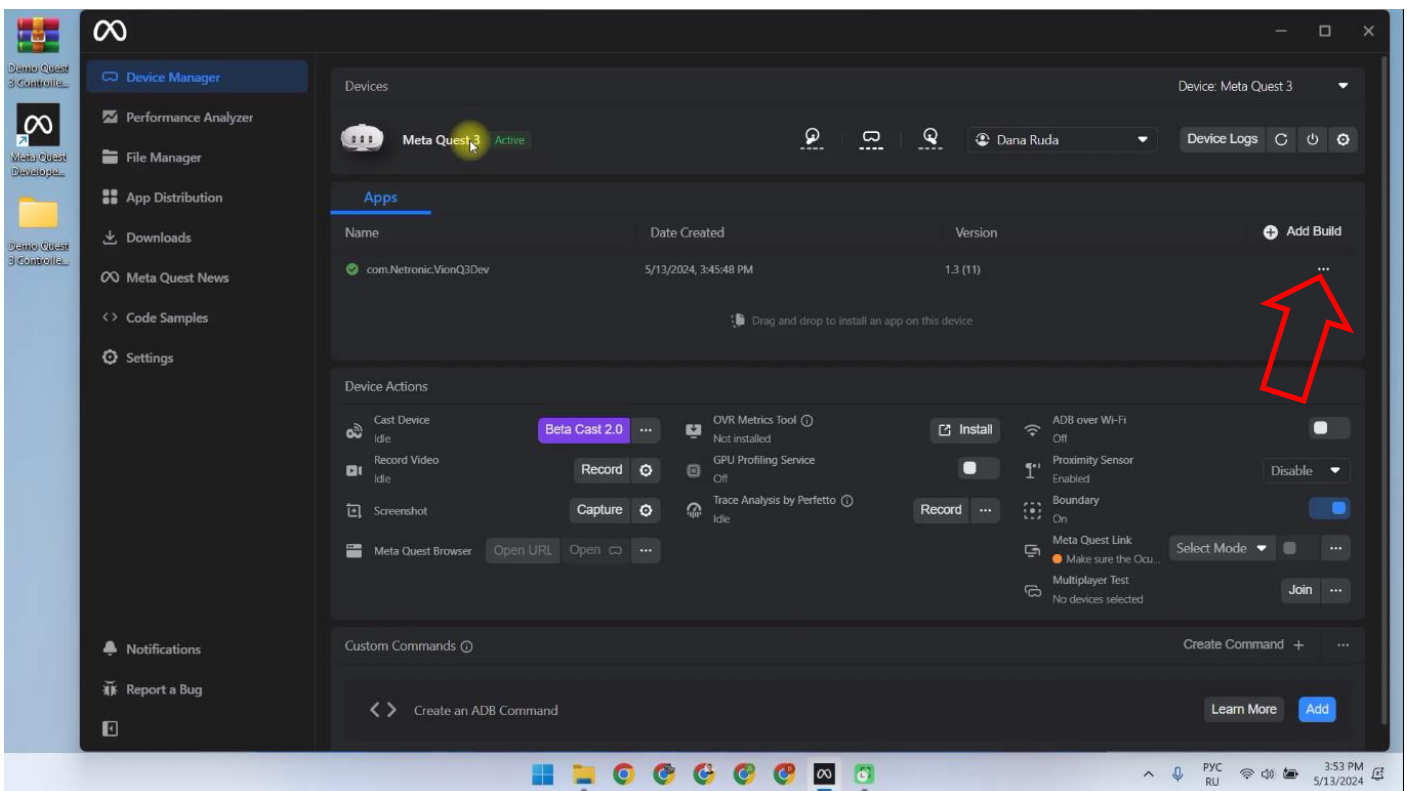 Demo Quest
3 Controlle...
Meta Quest
Develope...
Demo Quest
3 Controlle...
Device Manager
Performance Analyzer
File Manager
App Distribution
Downloads
Meta Quest News
Code Samples
Settings
Notifications
Report a Bug
Devices
Device: Meta Quest 3
Meta Quest 3 Active
Dana Ruda
Device Logs
Apps
Name Date Created Version Add Build
com.Netronic.VionQ3Dev 5/13/2024, 3:45:48 PM 1.3 (11) ...
Drag and drop to install an app on this device
Device Actions
Cast Device
Idle
Beta Cast 2.0 ...
Record Video
Idle
Record
Screenshot
Capture
Meta Quest Browser
Open URL Open ...
OVR Metrics Tool
Not installed
Install
GPU Profiling Service
Off
Trace Analysis by Perfetto
Idle
Record ...
ADB over Wi-Fi
Off
Proximity Sensor
Enabled
Disable
Boundary
On
Meta Quest Link
Make sure the Ocu...
Select Mode ...
Multiplayer Test
No devices selected
Join ...
Custom Commands
Create Command + ...
Create an ADB Command
Learn More Add
РУС
RU
3:53 PM
5/13/2024